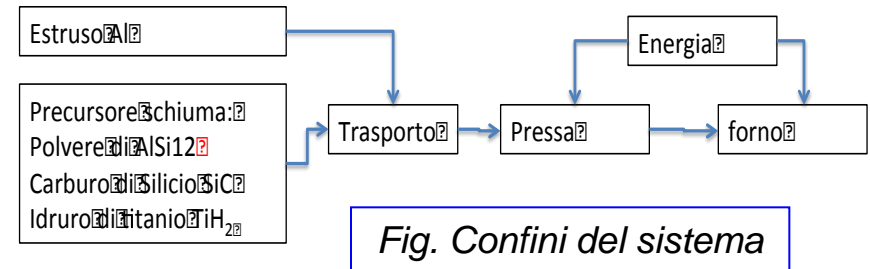 Estruso Al
Energia
Precursore schiuma:
Polvere di AlSi12
Carburo di Silicio SiC
Idruro di titanio TiH2
Trasporto
Pressa
forno
Fig. Confini del sistema